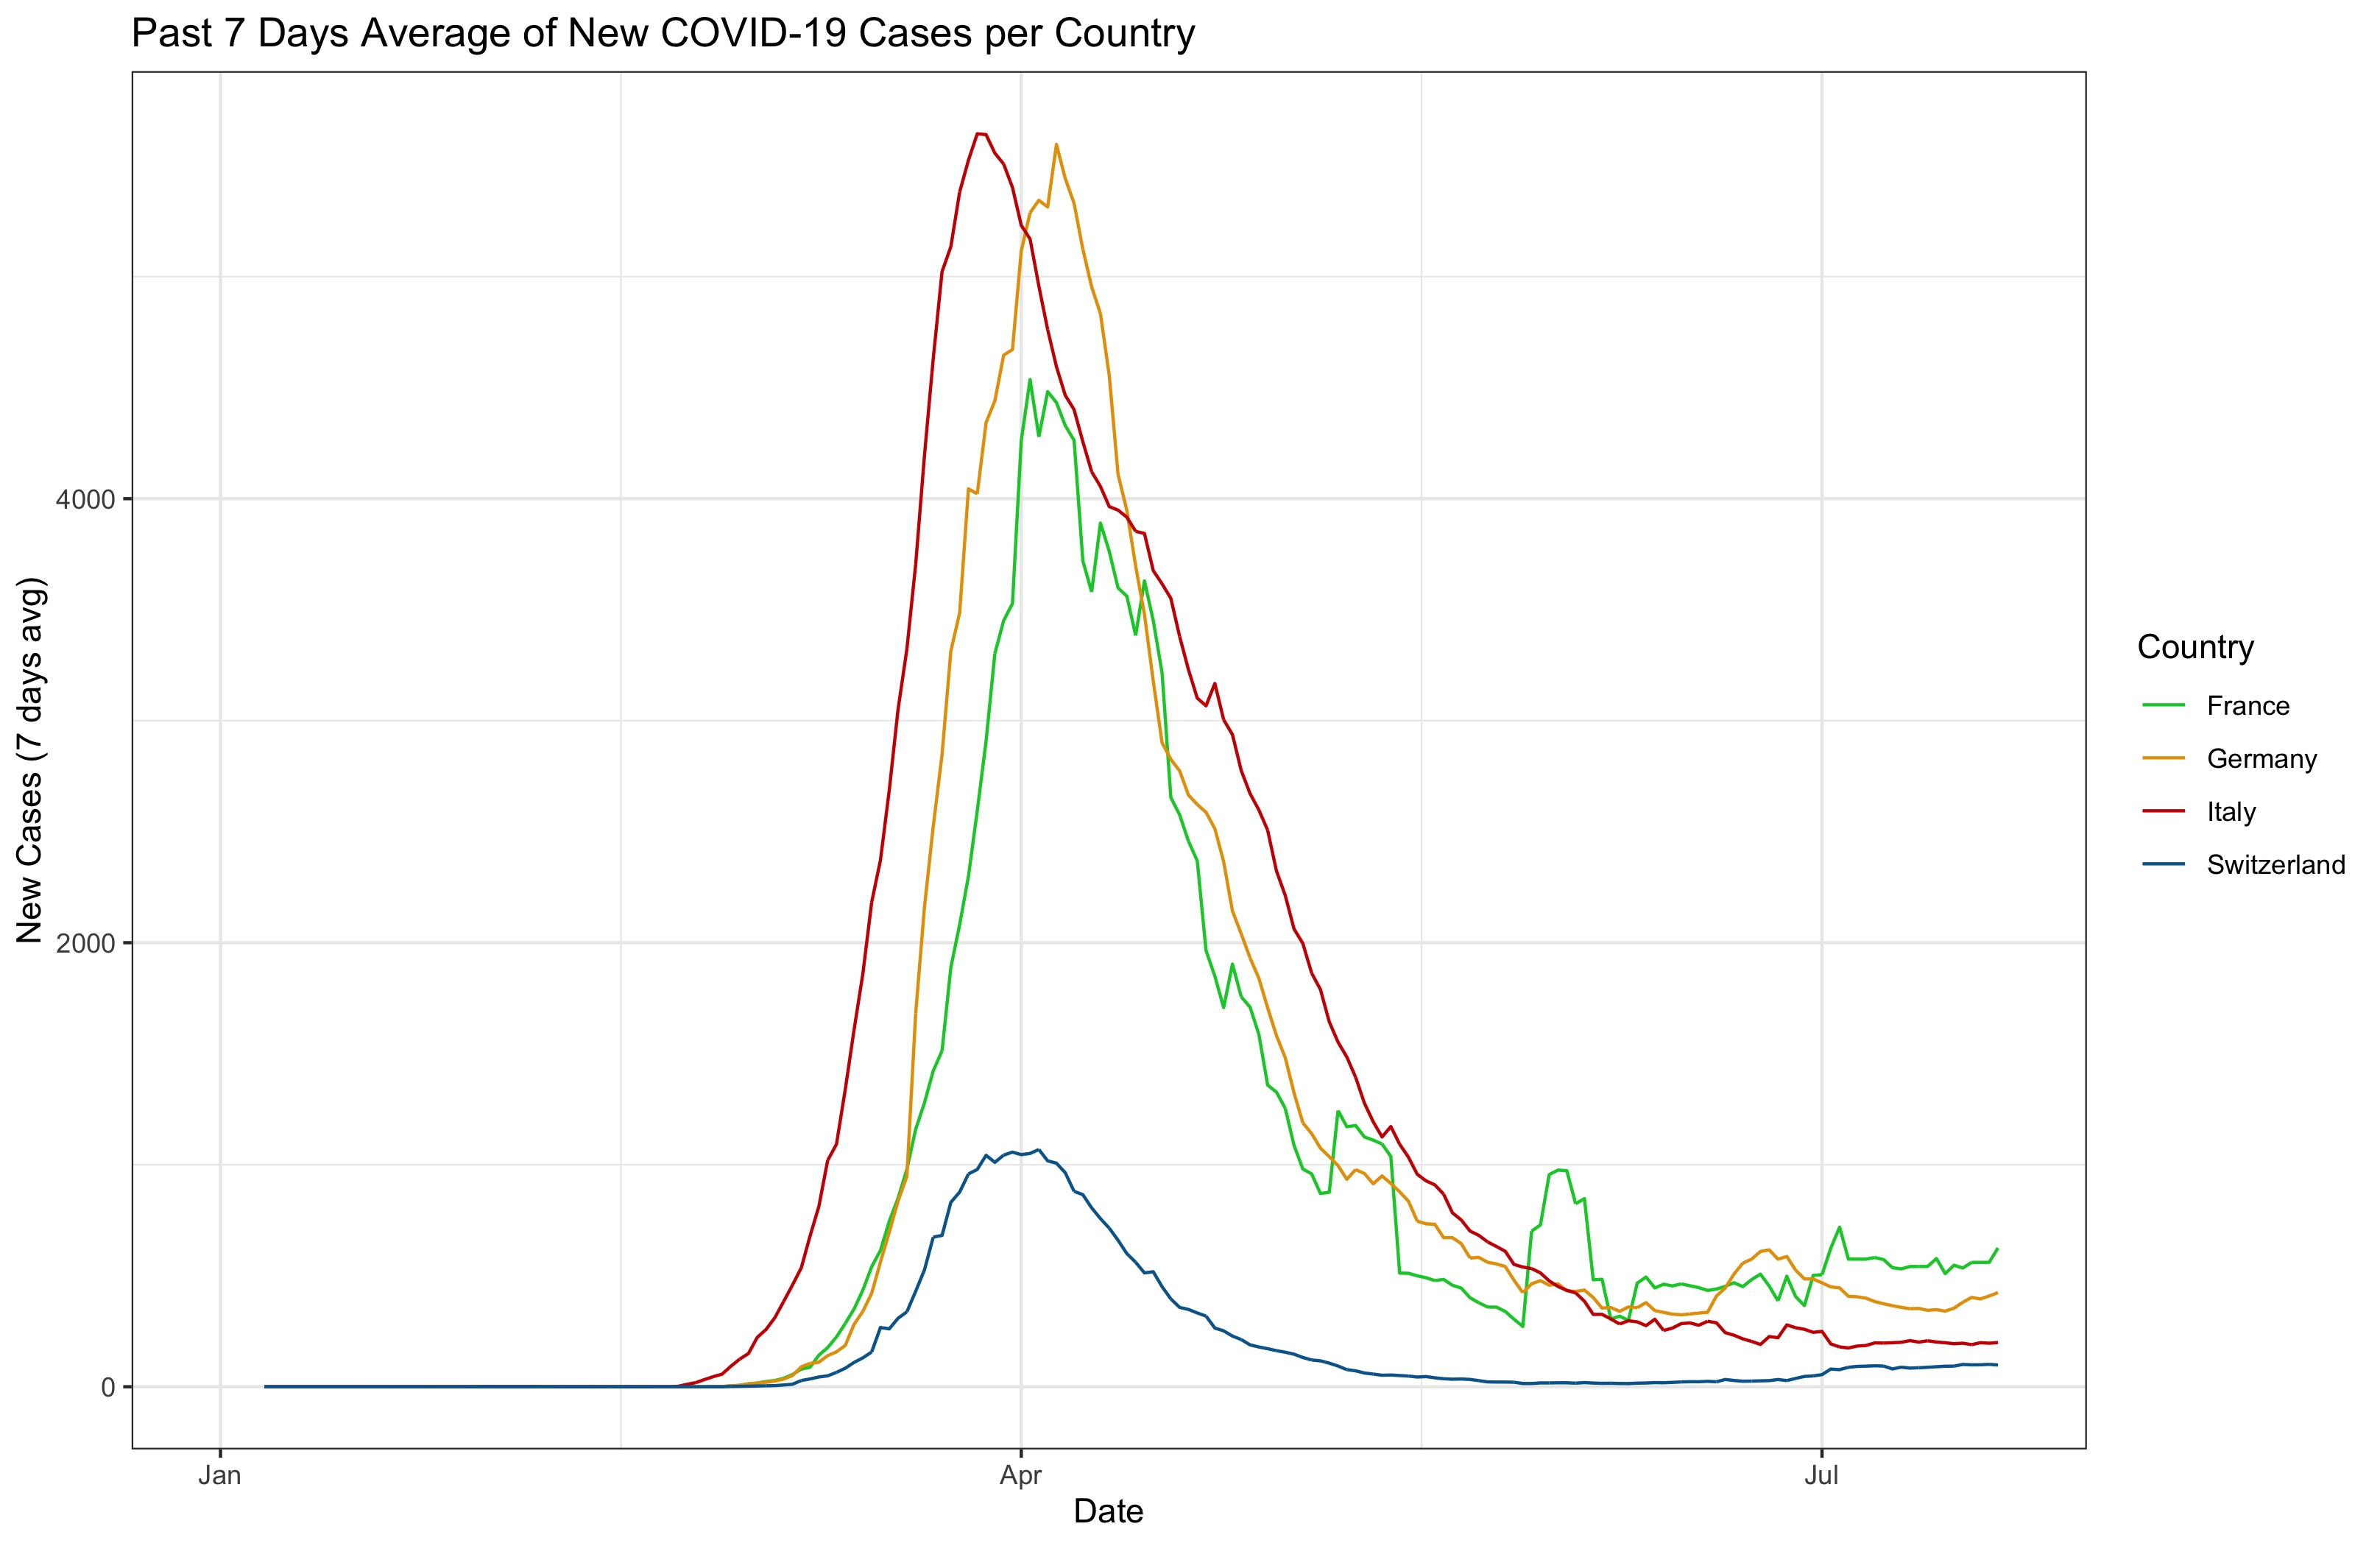 Past 7 Days Average of New COVID-19 Cases per Country
New Cases (7 days avg)
4000
2000
0
Jan
Apr
Jul
Date
Country
France
Germany
Italy
Switzerland